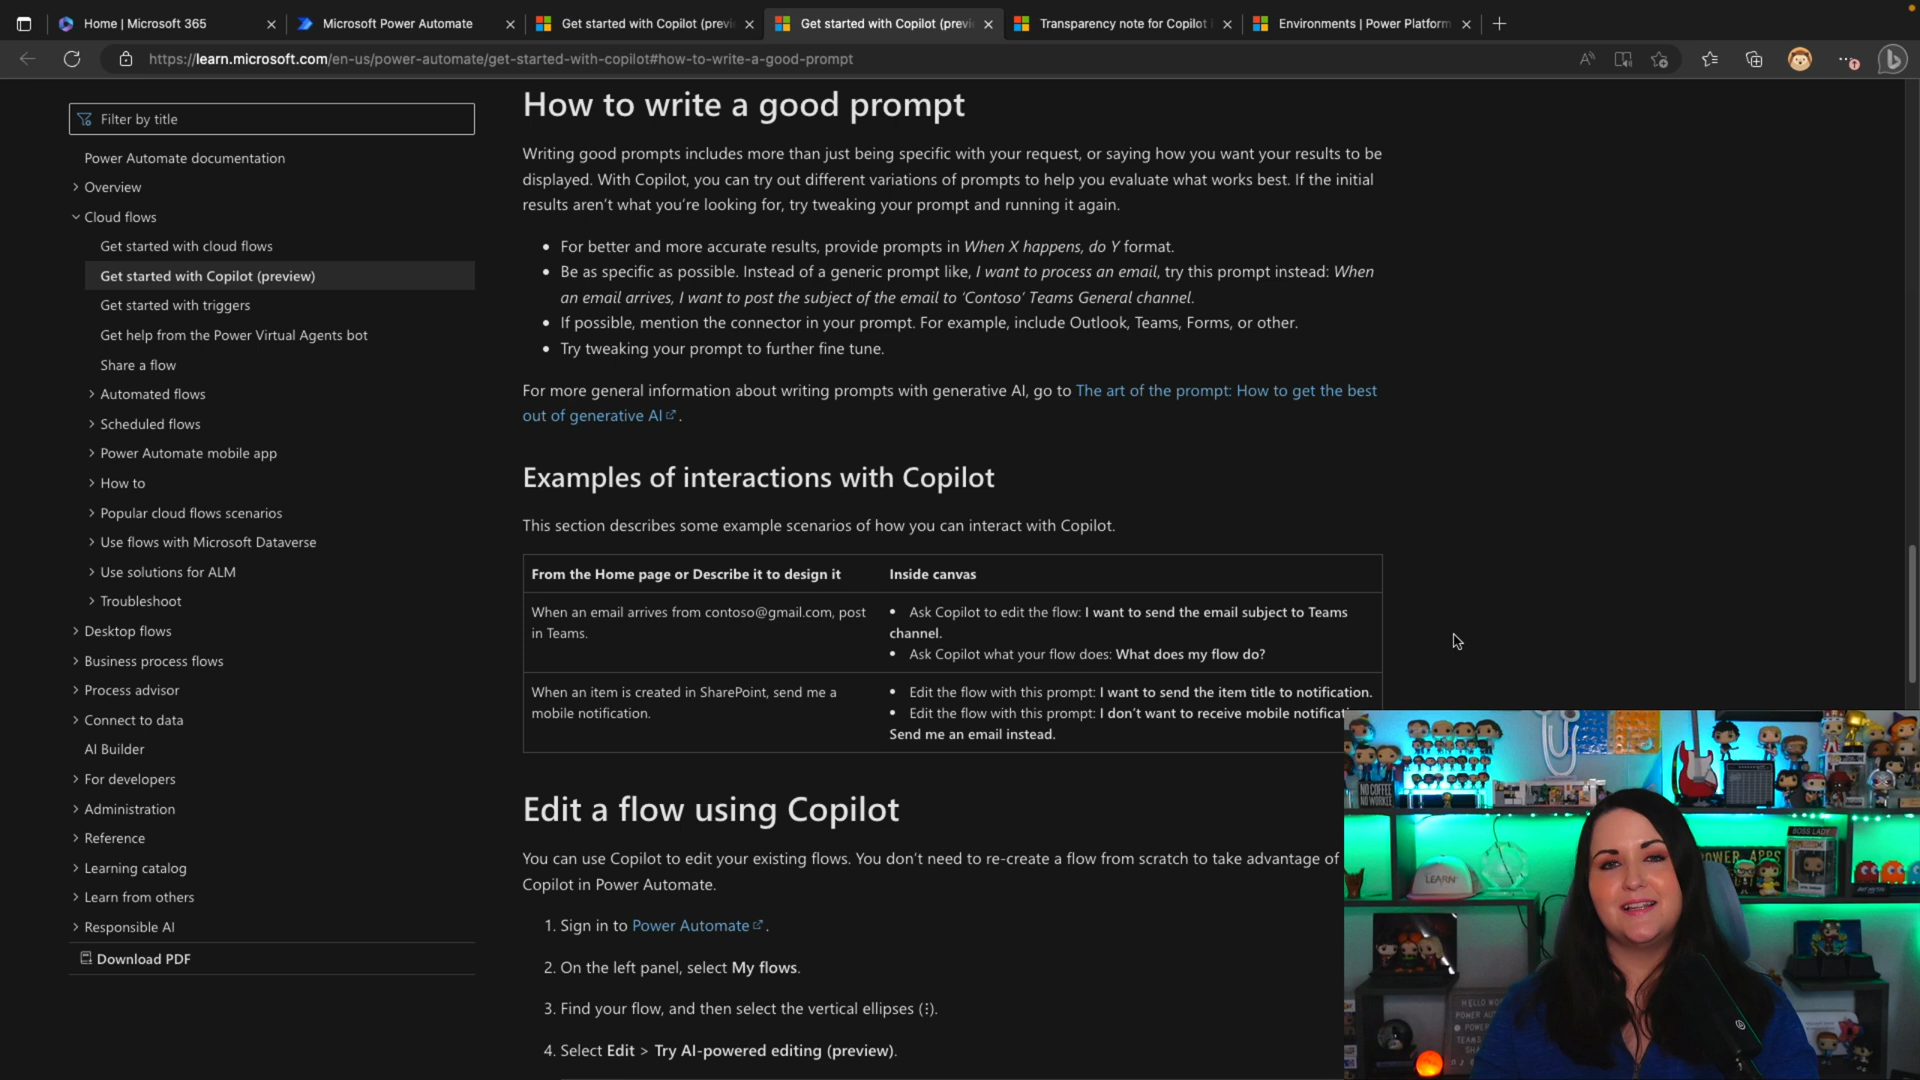 Home | Microsoft 365
Microsoft Power Automate
Get started with Copilot (previ
Get started with Copilot (previ
Transparency note for Copilot i
Environments | Power Platform
https://learn.microsoft.com/en-us/power-automate/get-started-with-copilot#how-to-write-a-good-prompt
Filter by title
Power Automate documentation
Overview
Cloud flows
Get started with cloud flows
Get started with Copilot (preview)
Get started with triggers
Get help from the Power Virtual Agents bot
Share a flow
Automated flows
Scheduled flows
Power Automate mobile app
How to
Popular cloud flows scenarios
Use flows with Microsoft Dataverse
Use solutions for ALM
Troubleshoot
Desktop flows
Business process flows
Process advisor
Connect to data
AI Builder
For developers
Administration
Reference
Learning catalog
Learn from others
Responsible AI
Download PDF
How to write a good prompt
Writing good prompts includes more than just being specific with your request, or saying how you want your results to be
displayed. With Copilot, you can try out different variations of prompts to help you evaluate what works best. If the initial
results aren't what you're looking for, try tweaking your prompt and running it again.
• For better and more accurate results, provide prompts in When X happens, do Y format.
• Be as specific as possible. Instead of a generic prompt like, I want to process an email, try this prompt instead: When
an email arrives, I want to post the subject of the email to ‘Contoso’ Teams General channel.
• If possible, mention the connector in your prompt. For example, include Outlook, Teams, Forms, or other.
• Try tweaking your prompt to further fine tune.
For more general information about writing prompts with generative AI, go to The art of the prompt: How to get the best
out of generative AI.
Examples of interactions with Copilot
This section describes some example scenarios of how you can interact with Copilot.
From the Home page or Describe it to design it
Inside canvas
When an email arrives from contoso@gmail.com, post
in Teams.
• Ask Copilot to edit the flow: I want to send the email subject to Teams
channel.
• Ask Copilot what your flow does: What does my flow do?
When an item is created in SharePoint, send me a
mobile notification.
• Edit the flow with this prompt: I want to send the item title to notification.
• Edit the flow with this prompt: I don't want to receive mobile notificati
Send me an email instead.
Edit a flow using Copilot
You can use Copilot to edit your existing flows. You don't need to re-create a flow from scratch to take advantage of
Copilot in Power Automate.
1. Sign in to Power Automate.
2. On the left panel, select My flows.
3. Find your flow, and then select the vertical ellipses (⋮).
4. Select Edit > Try AI-powered editing (preview).
NO COFFEE
NO WORKEE
LEARN
BOSS LADY
POWER APPS
HELLO WO
POWER AU
TEAMS